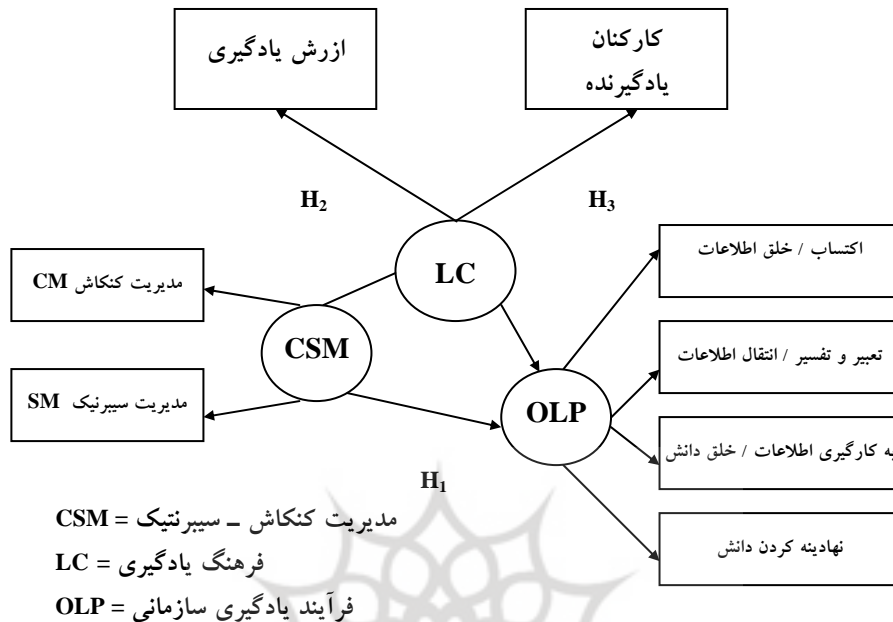 ازرش یادگیری
کارکنان
یادگیرنده
H2
H3
اکتساب / خلق اطلاعات
مدیریت کنکاش CM
LC
تعبیر و تفسیر / انتقال اطلاعات
CSM
مدیریت سیبرنیک SM
OLP
به کارگیری اطلاعات / خلق دانش
H1
نهادینه کردن دانش
CSM = مدیریت کنکاش – سیبرنتیک
LC = فرهنگ یادگیری
OLP = فرآیند یادگیری سازمانی